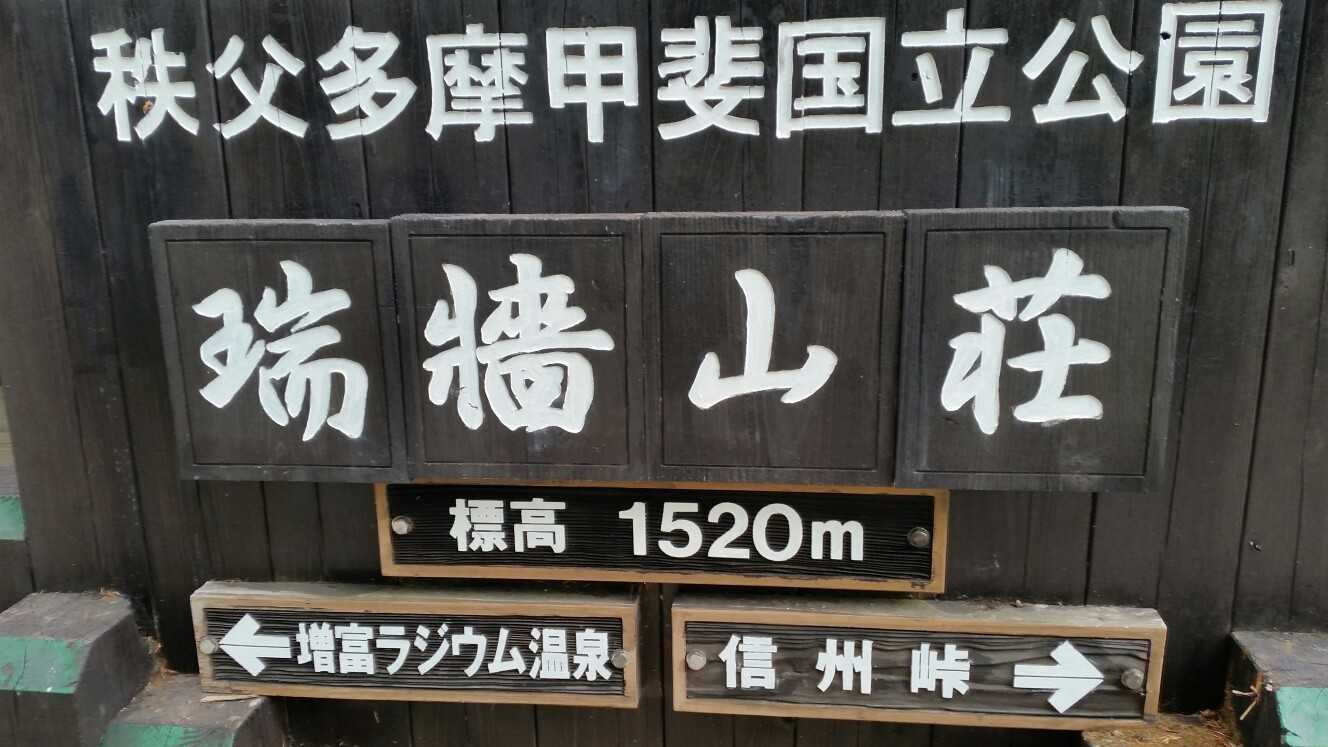 秩父多摩甲斐国立公園
瑞牆山荘
標高 1520m
←増富ラジウム温泉
信州峠→